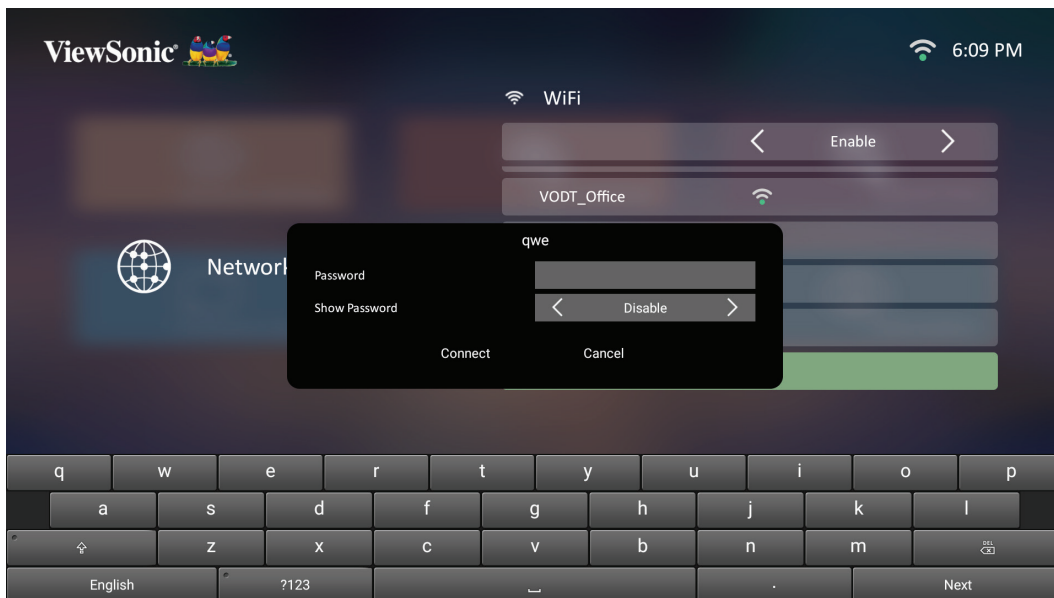 ViewSonic®
6:09 PM
WiFi
Enable
VODT_Office
Network
qwe
Password
Show Password Disable
Connect Cancel
q w e r t y u i o p
a s d f g h j k l
z x c v b n m DEL
English ?123 . Next